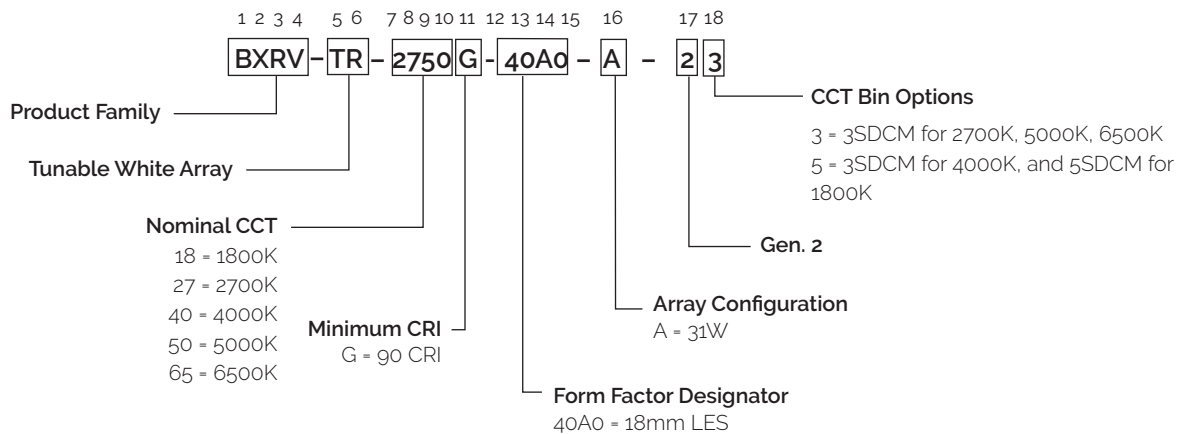 1 2 3 4 5 6 7 8 9 10 11 12 13 14 15 16 17 18
BXRV – TR – 2750 G - 40A0 – A – 2 3
Product Family
Tunable White Array
Nominal CCT
18 = 1800K
27 = 2700K
40 = 4000K
50 = 5000K
65 = 6500K
Minimum CRI
G = 90 CRI
Form Factor Designator
40A0 = 18mm LES
Array Configuration
A = 31W
Gen. 2
CCT Bin Options
3 = 3SDCM for 2700K, 5000K, 6500K
5 = 3SDCM for 4000K, and 5SDCM for
1800K